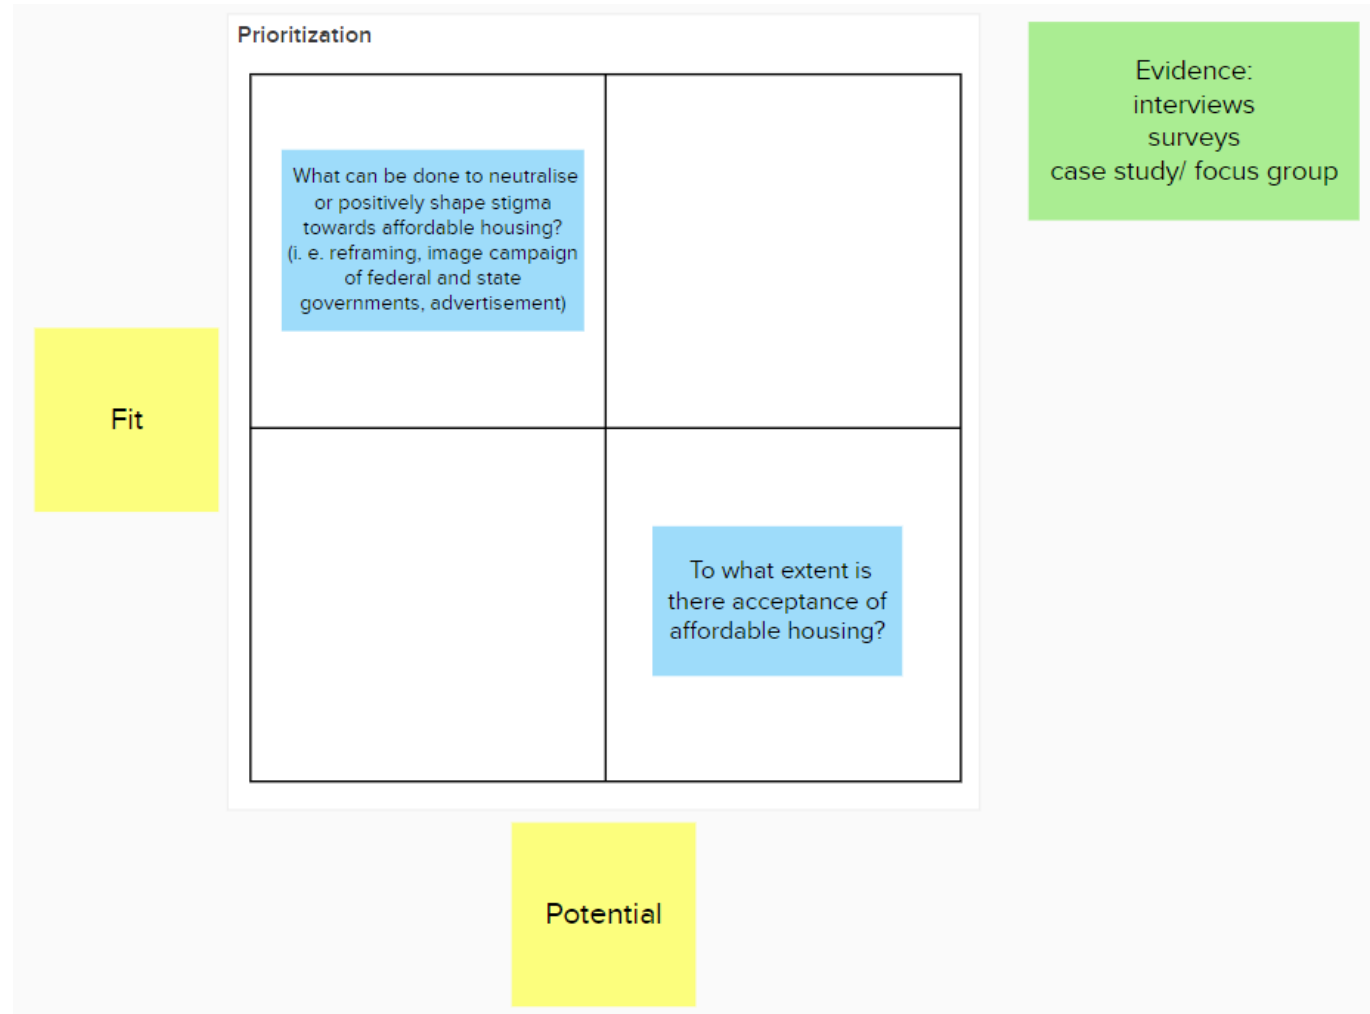 Prioritization
Evidence:
interviews
surveys
case study/ focus group
What can be done to neutralise
or positively shape stigma
towards affordable housing?
(i. e. reframing, image campaign
of federal and state
governments, advertisement)
Fit
To what extent is
there acceptance of
affordable housing?
Potential